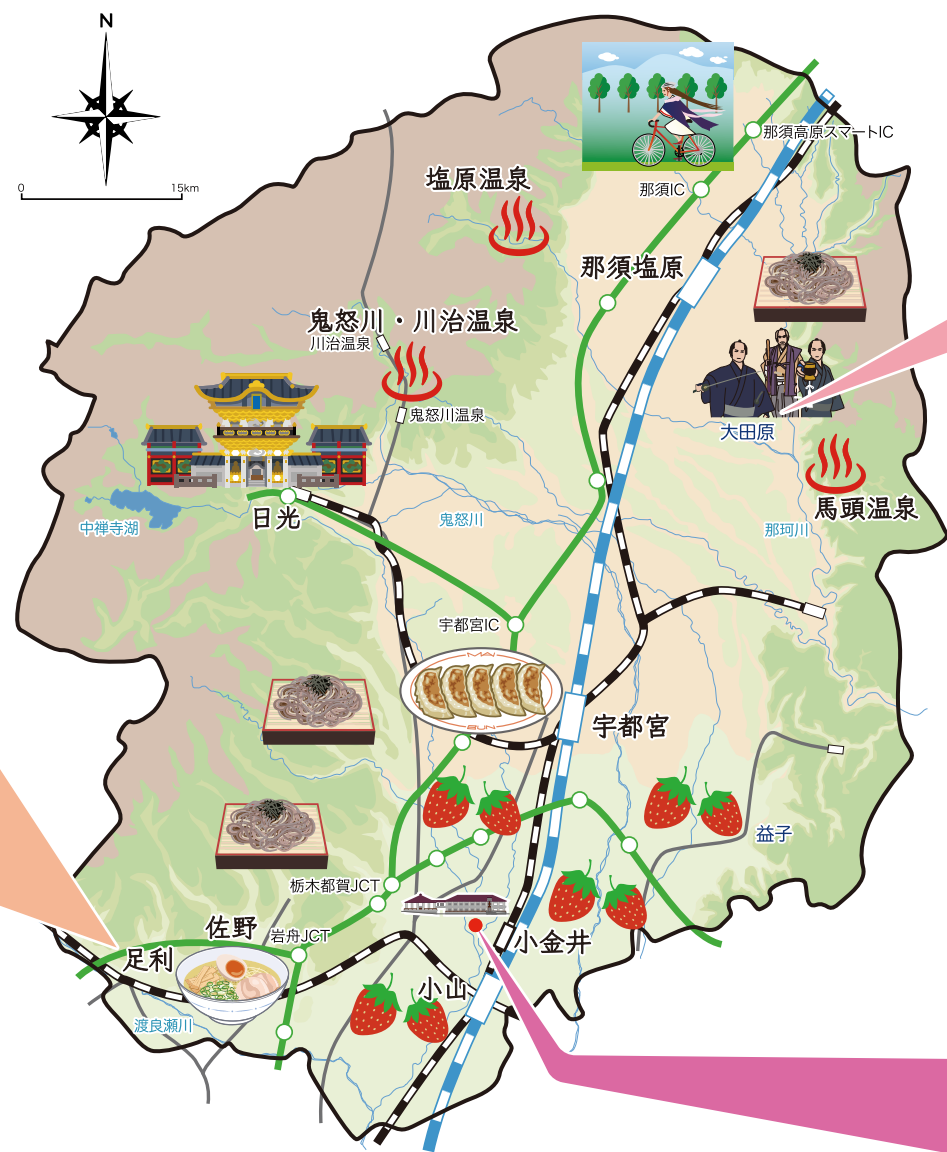 N
0 15km
那須高原スマートIC
塩原温泉
那須IC
那須塩原
鬼怒川・川治温泉
川治温泉
鬼怒川温泉
大田原
馬頭温泉
日光
中禅寺湖
鬼怒川
那珂川
宇都宮IC
MAI
BUN
宇都宮
益子
栃木都賀JCT
佐野
岩舟JCT
小金井
足利
小山
渡良瀬川